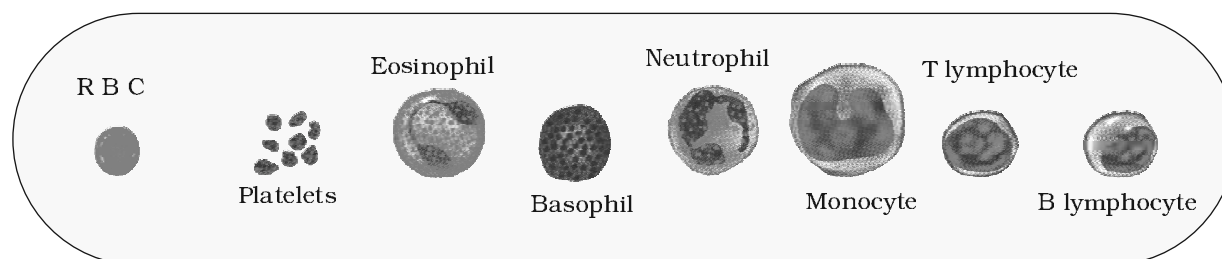 R B C
Platelets
Eosinophil
Basophil
Neutrophil
Monocyte
T lymphocyte
B lymphocyte